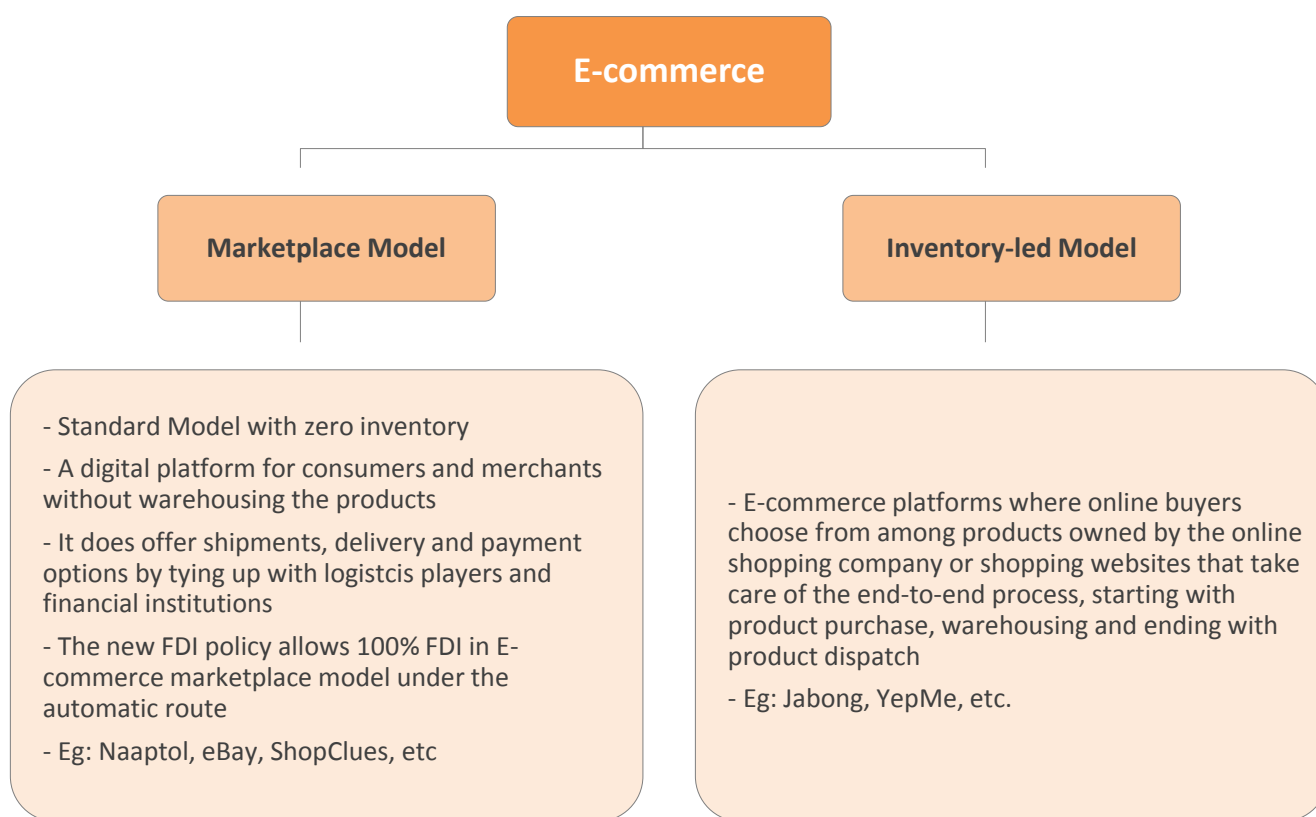 E-commerce
Marketplace Model
Inventory-led Model
- Standard Model with zero inventory
- A digital platform for consumers and merchants
without warehousing the products
- It does offer shipments, delivery and payment
options by tying up with logistcis players and
financial institutions
- The new FDI policy allows 100% FDI in E-
commerce marketplace model under the
automatic route
- Eg: Naaptol, eBay, ShopClues, etc
- E-commerce platforms where online buyers
choose from among products owned by the online
shopping company or shopping websites that take
care of the end-to-end process, starting with
product purchase, warehousing and ending with
product dispatch
- Eg: Jabong, YepMe, etc.